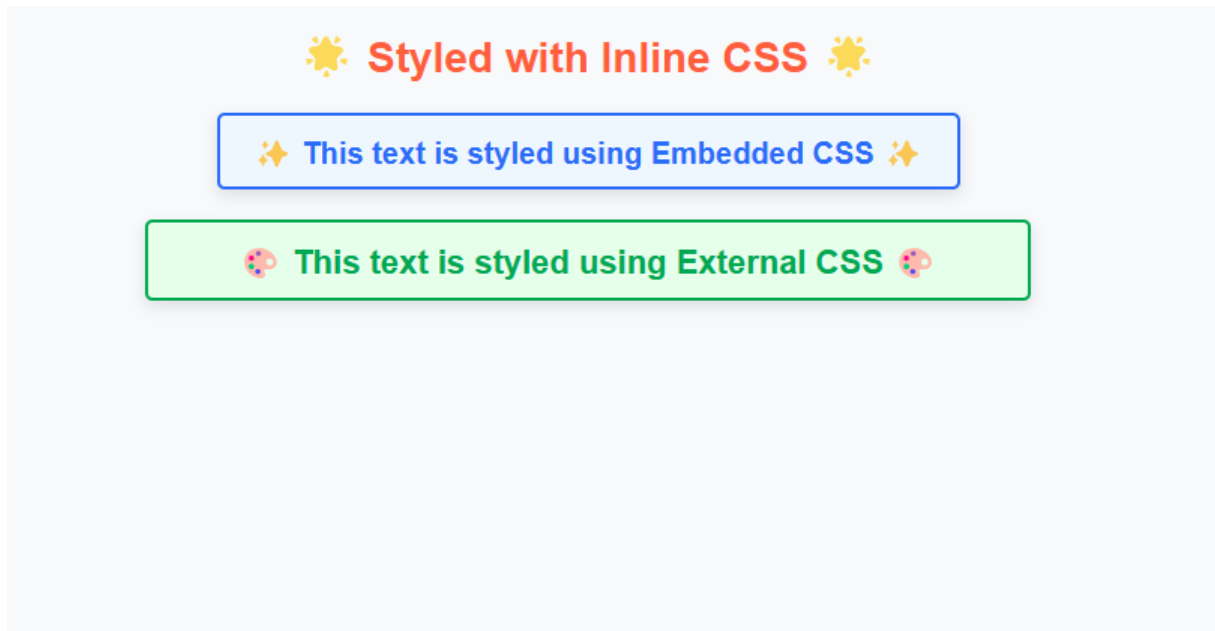 🌟 Styled with Inline CSS 🌟
✨ This text is styled using Embedded CSS ✨
🎨 This text is styled using External CSS 🎨